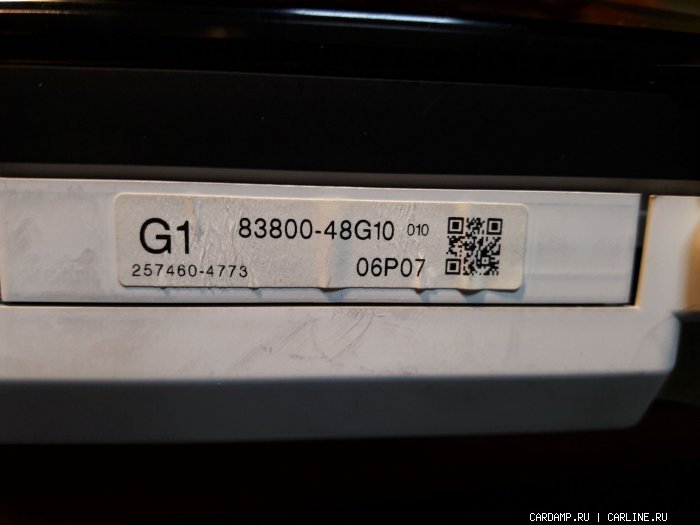 G1 83800-48G10 010
257460-4773 06P07
CARDAMP.RU | CARLINE.RU